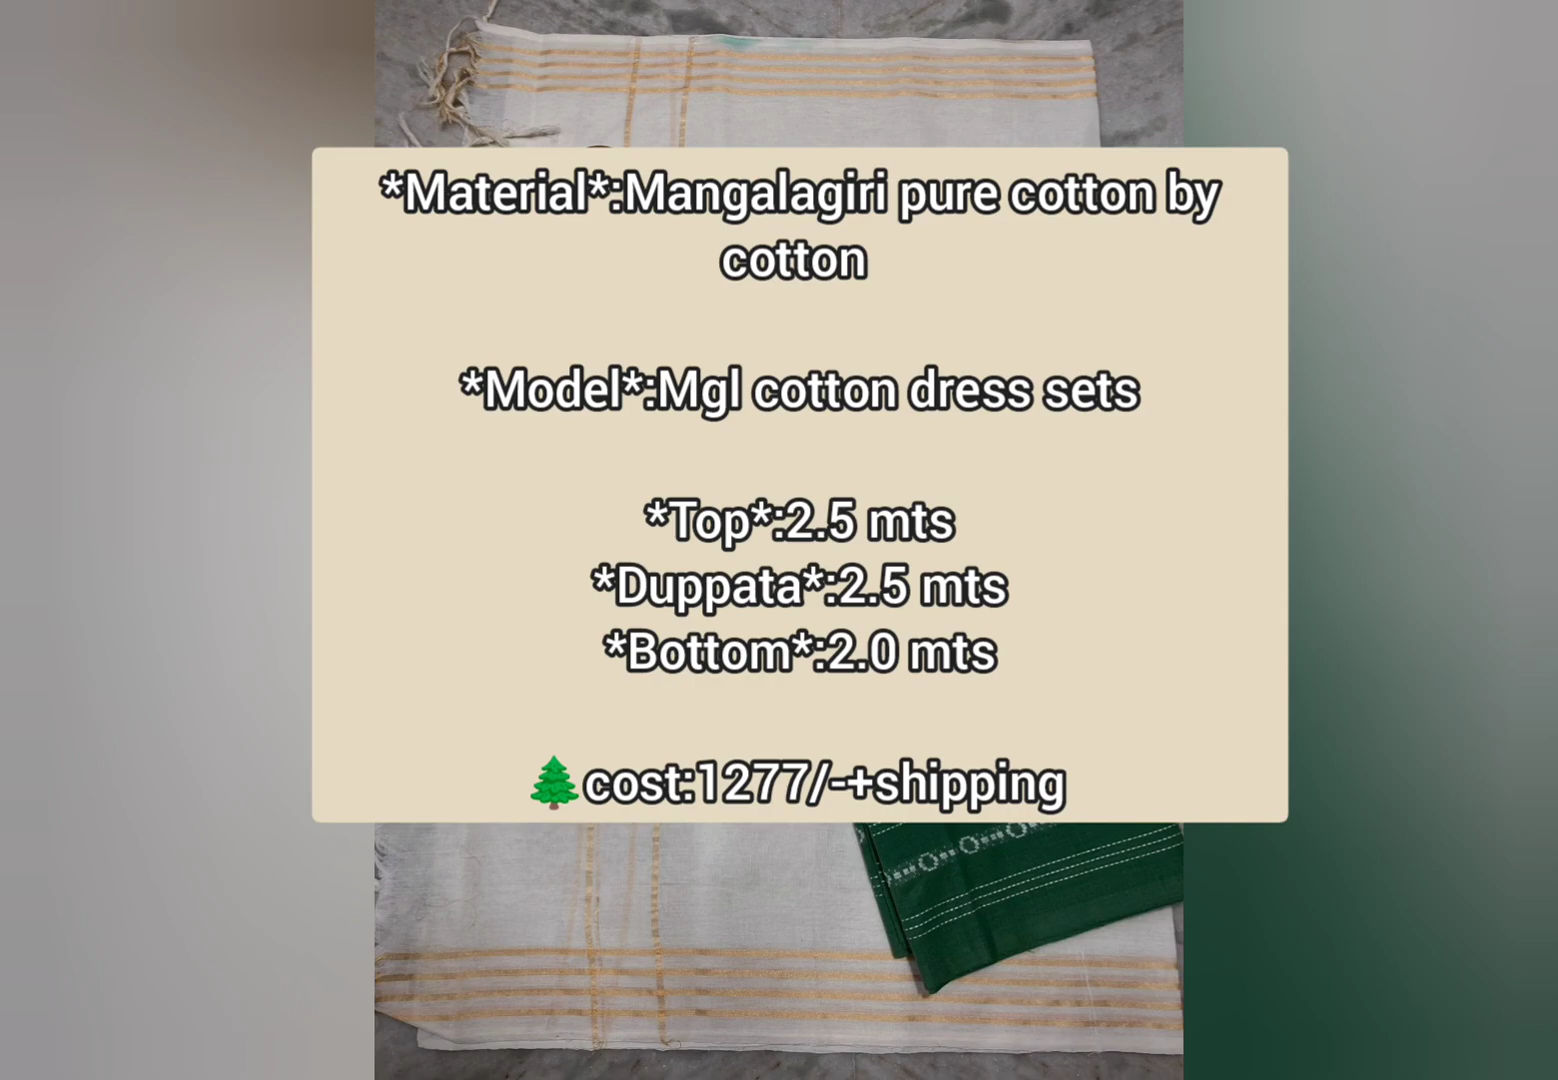 *Material*:Mangalagiri pure cotton by
cotton
*Model*:Mgl cotton dress sets
*Top*:2.5 mts
*Duppata*:2.5 mts
*Bottom*:2.0 mts
🌲cost:1277/-+shipping